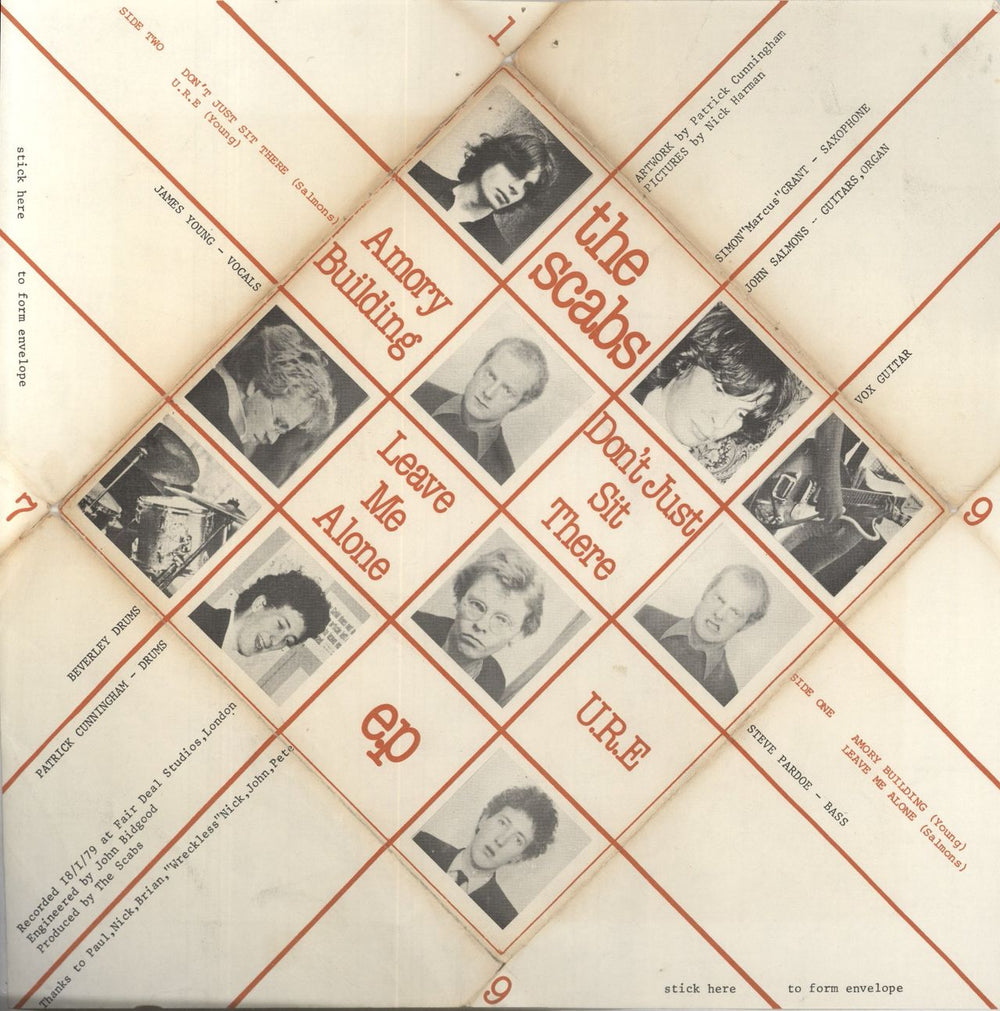 the
scabs
Amory
Building
Leave
Me
Alone
Don't Just
Sit
There
e.p
U.R.E
1
9
7
9
SIDE TWO
DON'T JUST SIT THERE (Salmons)
U.R.E (Young)
JAMES YOUNG - VOCALS
stick here to form envelope
ARTWORK by Patrick Cunningham
PICTURES by Nick Harman
SIMON"Marcus"GRANT - SAXOPHONE
JOHN SALMONS - GUITARS,ORGAN
VOX GUITAR
BEVERLEY DRUMS
PATRICK CUNNINGHAM - DRUMS
Recorded I8/I/79 at Fair Deal Studios,London
Engineered by John Bidgood
Produced by The Scabs
Thanks to Paul,Nick,Brian,"Wreckless"Nick,John,Pete
SIDE ONE
AMORY BUILDING (Young)
LEAVE ME ALONE (Salmons)
STEVE PARDOE - BASS
stick here to form envelope